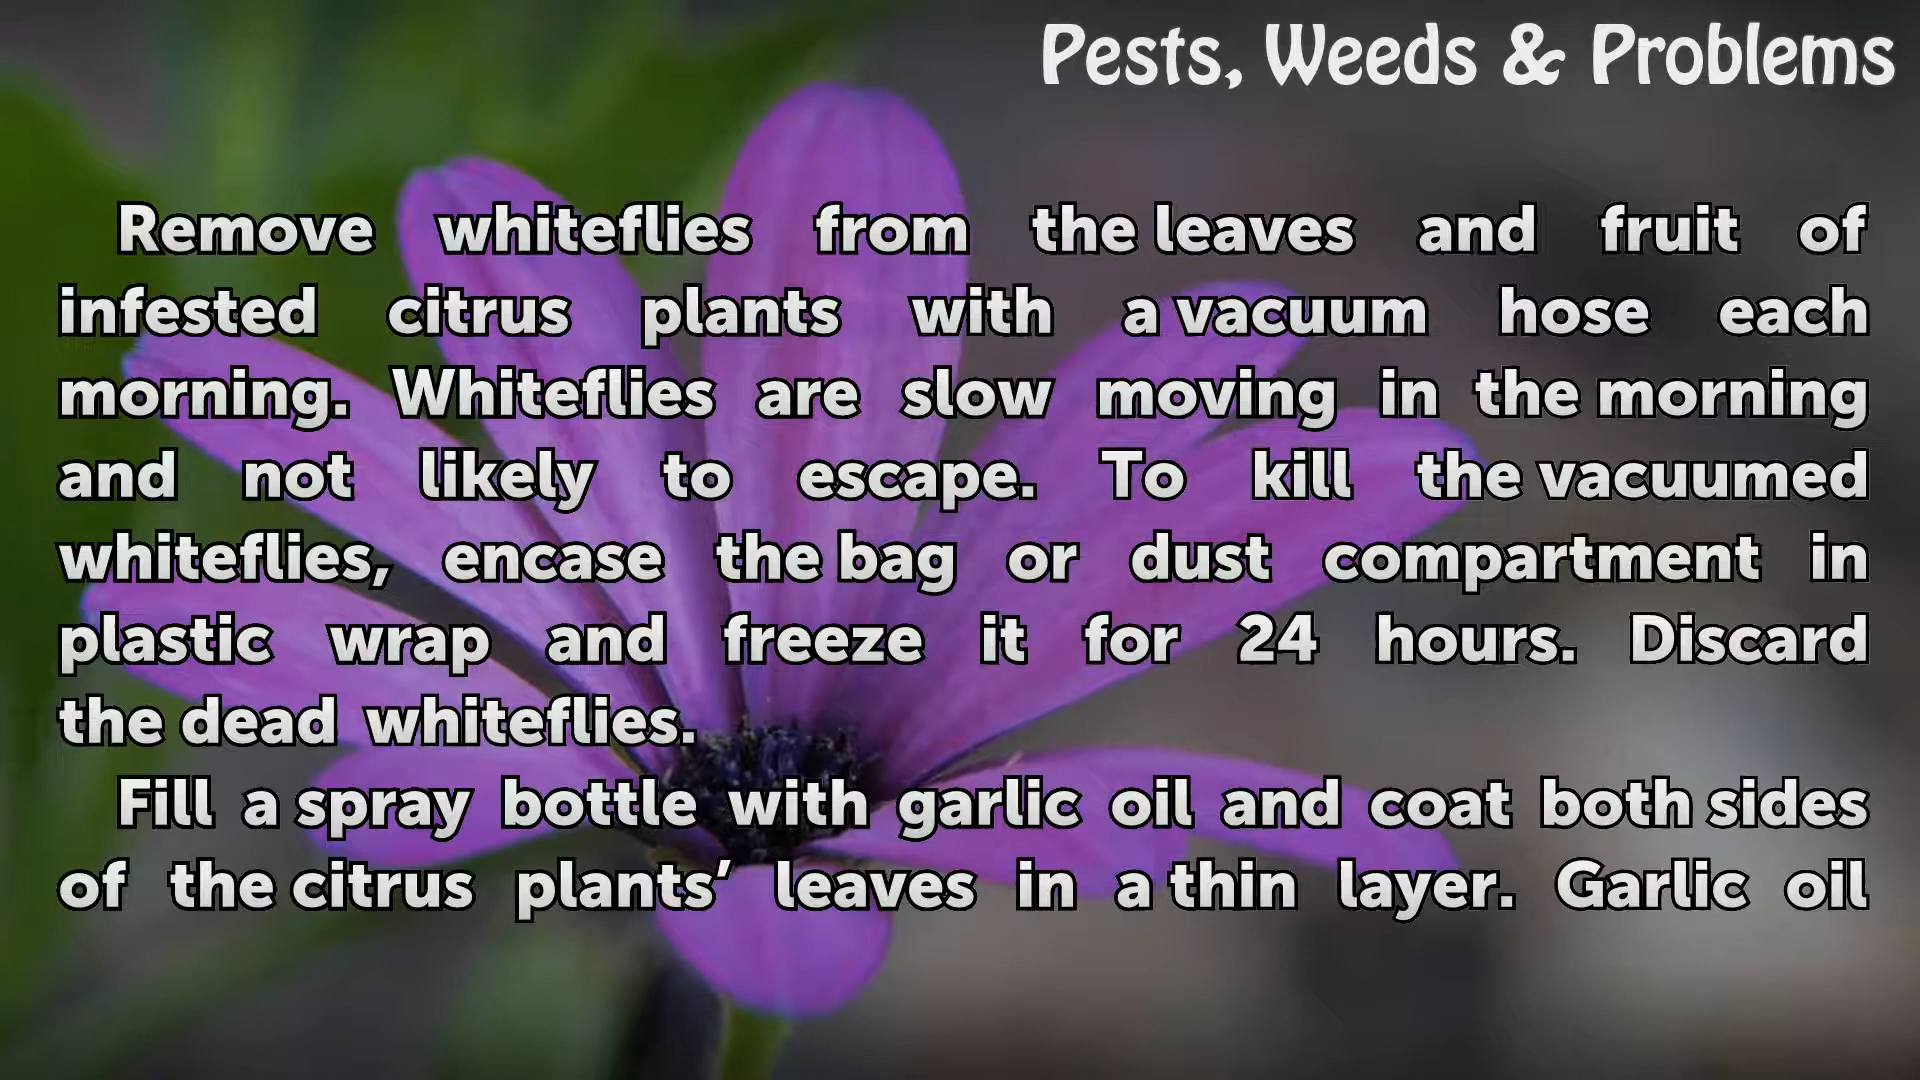 Pests, Weeds & Problems
Remove whiteflies from the leaves and fruit of
infested citrus plants with a vacuum hose each
morning. Whiteflies are slow moving in the morning
and not likely to escape. To kill the vacuumed
whiteflies, encase the bag or dust compartment in
plastic wrap and freeze it for 24 hours. Discard
the dead whiteflies.
Fill a spray bottle with garlic oil and coat both sides
of the citrus plants’ leaves in a thin layer. Garlic oil